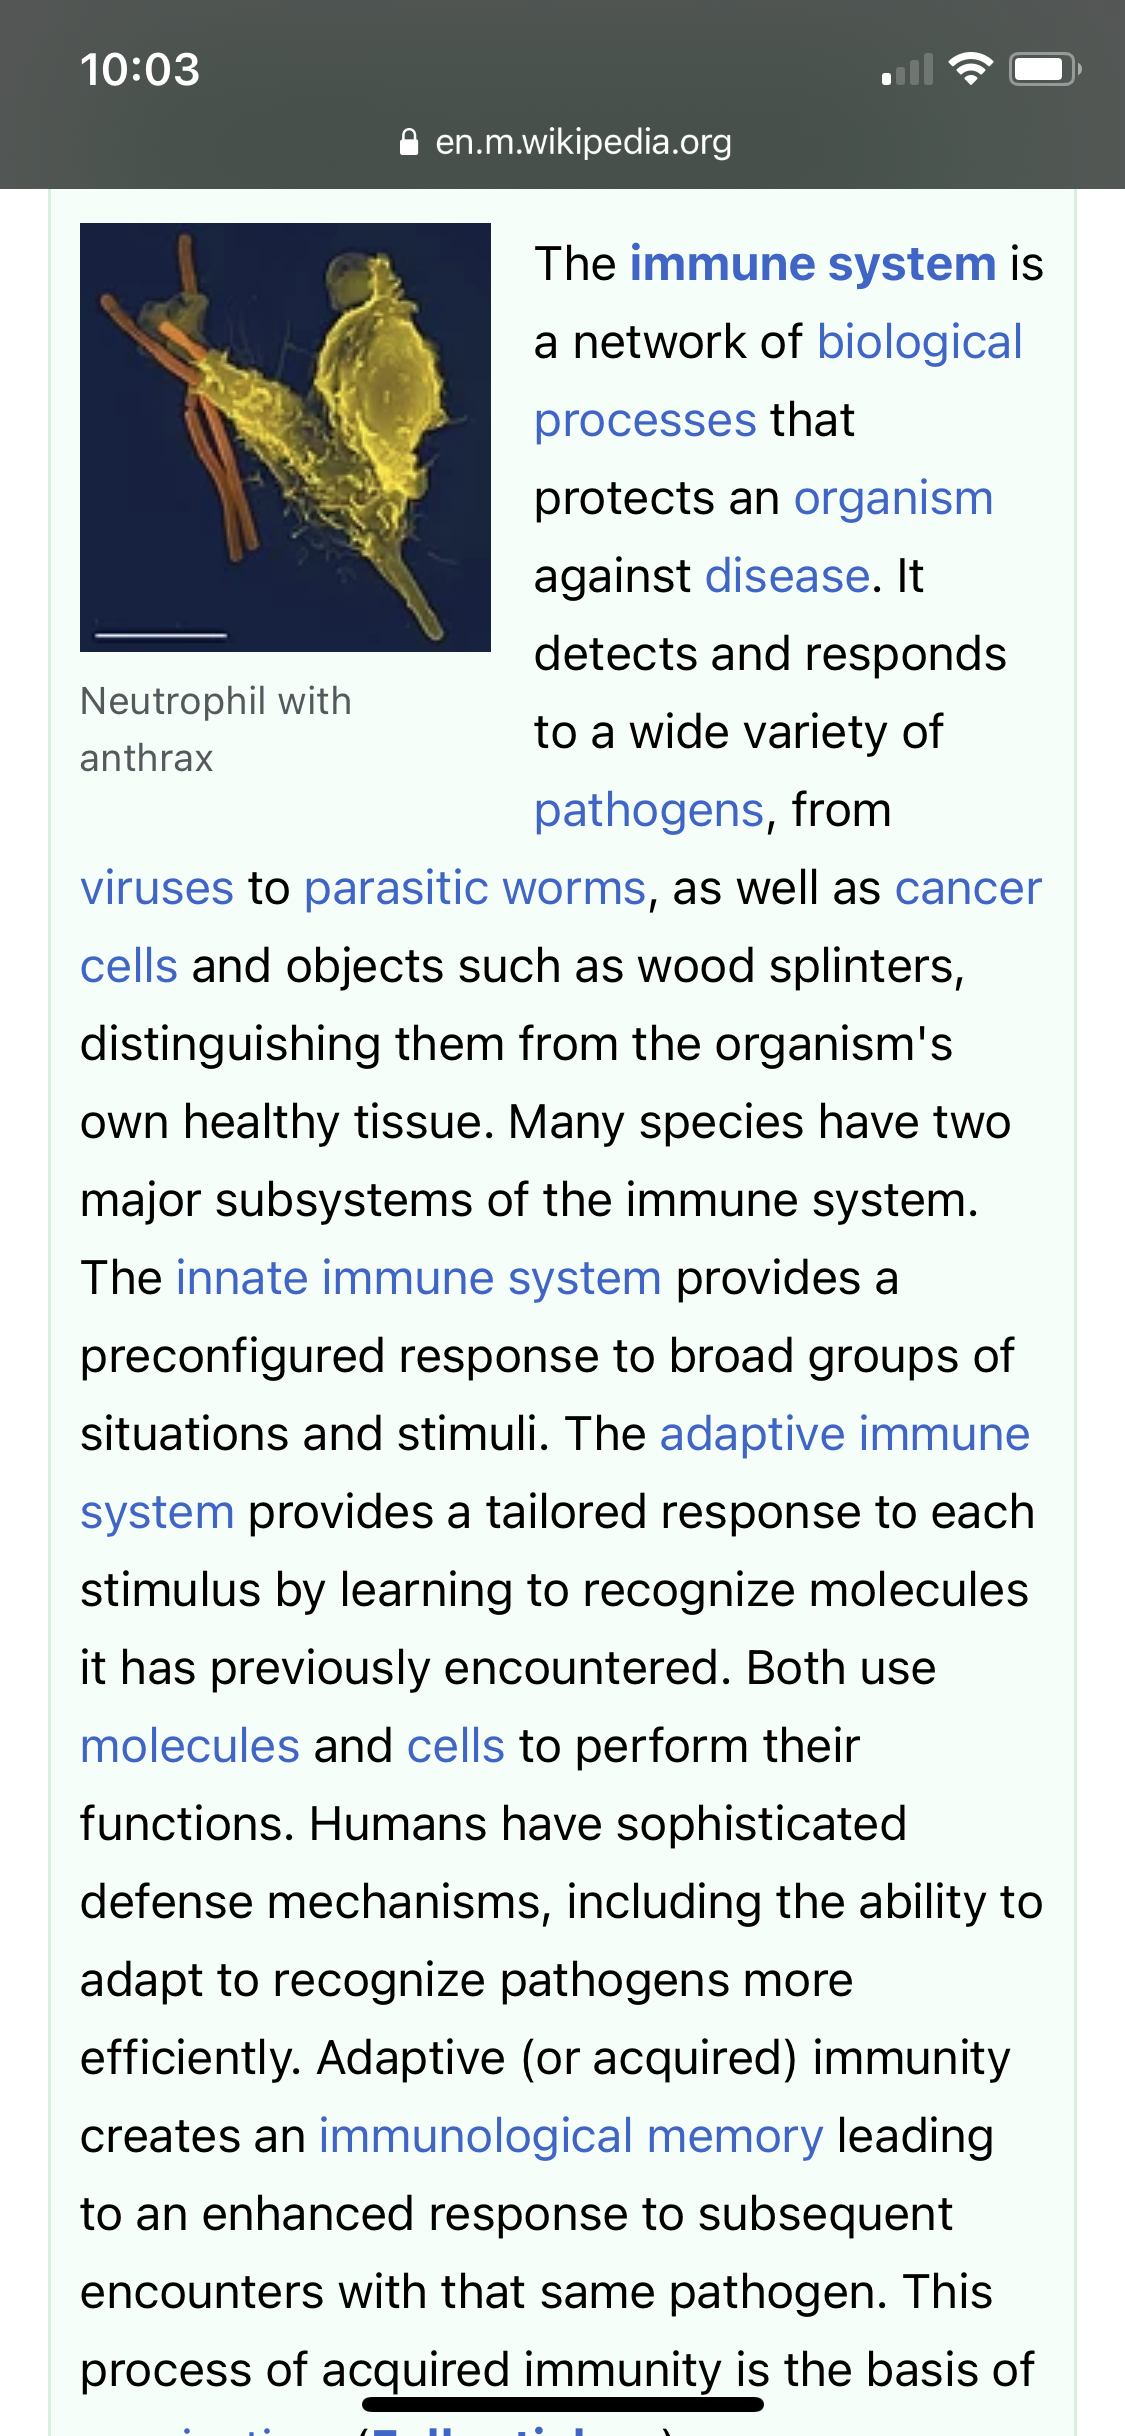 10:03
en.m.wikipedia.org
The immune system is
a network of biological
processes that
protects an organism
against disease. It
detects and responds
to a wide variety of
pathogens, from
Neutrophil with
anthrax
viruses to parasitic worms, as well as cancer
cells and objects such as wood splinters,
distinguishing them from the organism's
own healthy tissue. Many species have two
major subsystems of the immune system.
The innate immune system provides a
preconfigured response to broad groups of
situations and stimuli. The adaptive immune
system provides a tailored response to each
stimulus by learning to recognize molecules
it has previously encountered. Both use
molecules and cells to perform their
functions. Humans have sophisticated
defense mechanisms, including the ability to
adapt to recognize pathogens more
efficiently. Adaptive (or acquired) immunity
creates an immunological memory leading
to an enhanced response to subsequent
encounters with that same pathogen. This
process of acquired immunity is the basis of